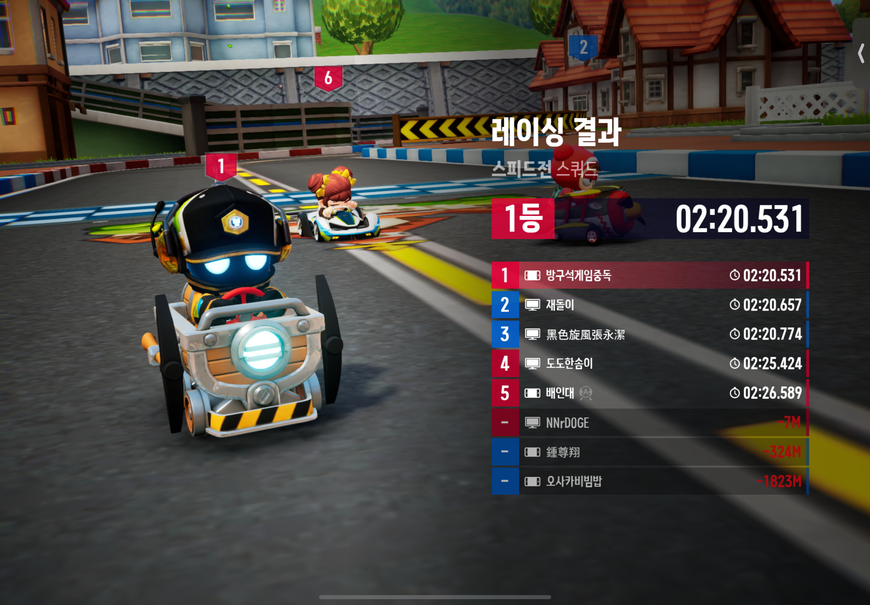 2
6
1
레이싱 결과
스피드전 스쿼드
1등 02:20.531
1 방구석게임중독 02:20.531
2 재돌이 02:20.657
3 黑色旋風張永潔 02:20.774
4 도도한솜이 02:25.424
5 배인대 02:26.589
- NNrDOGE -7M
- 鍾尊翔 -324M
- 오사카비빔밥 -1823M